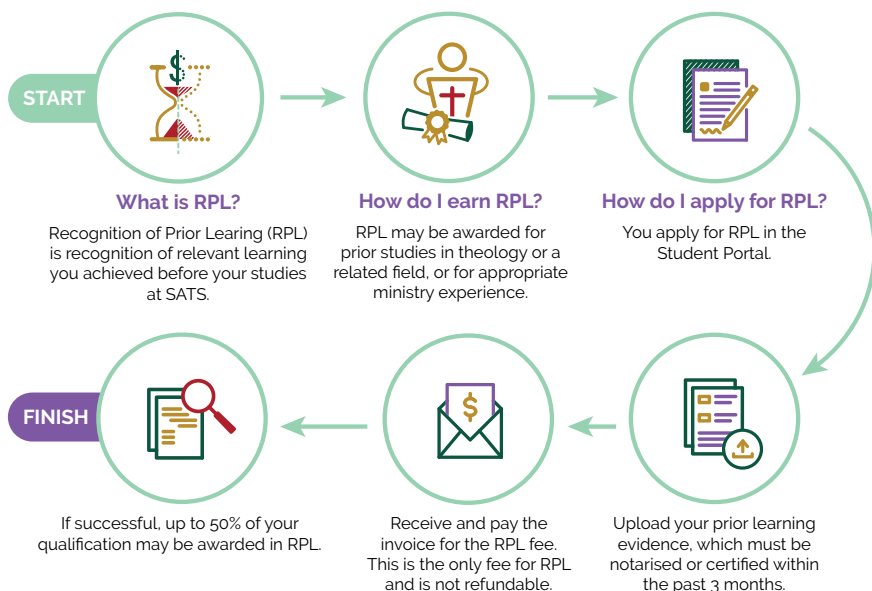 START
What is RPL?
Recognition of Prior Learing (RPL)
is recognition of relevant learning
you achieved before your studies
at SATS.
How do I earn RPL?
RPL may be awarded for
prior studies in theology or a
related field, or for appropriate
ministry experience.
How do I apply for RPL?
You apply for RPL in the
Student Portal.
$
Upload your prior learning
evidence, which must be
notarised or certified within
the past 3 months.
$
Receive and pay the
invoice for the RPL fee.
This is the only fee for RPL
and is not refundable.
FINISH
If successful, up to 50% of your
qualification may be awarded in RPL.